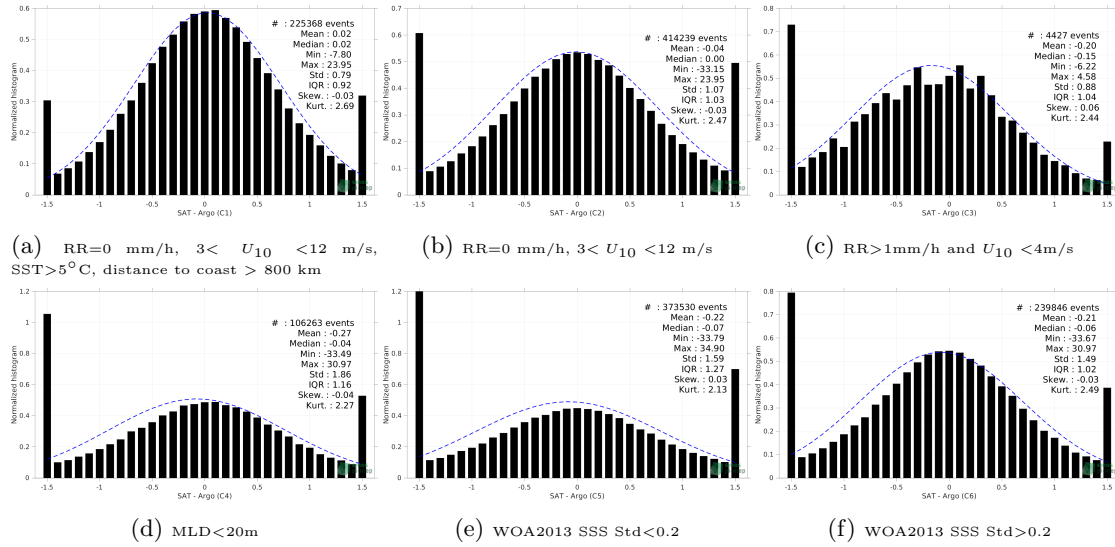 0.6
# : 225368 events
Mean : 0.02
Median : 0.02
Min : -7.80
Max : 23.95
Std : 0.79
IQR : 0.92
Skew. : -0.03
Kurt. : 2.69
0.5
0.4
0.3
0.2
0.1
0
Normalized histogram
-1.5 -1 -0.5 0 0.5 1 1.5
SAT - Argo (C1)
(a) RR=0 mm/h, 3< U10 <12 m/s,
SST>5°C, distance to coast > 800 km
0.7
# : 414239 events
Mean : -0.04
Median : 0.00
Min : -33.15
Max : 23.95
Std : 1.07
IQR : 1.03
Skew. : -0.03
Kurt. : 2.47
0.6
0.5
0.4
0.3
0.2
0.1
0
Normalized histogram
-1.5 -1 -0.5 0 0.5 1 1.5
SAT - Argo (C2)
(b) RR=0 mm/h, 3< U10 <12 m/s
0.8
# : 4427 events
Mean : -0.20
Median : -0.15
Min : -6.22
Max : 4.58
Std : 0.88
IQR : 1.04
Skew. : 0.06
Kurt. : 2.44
0.7
0.6
0.5
0.4
0.3
0.2
0.1
0
Normalized histogram
-1.5 -1 -0.5 0 0.5 1 1.5
SAT - Argo (C3)
(c) RR>1mm/h and U10 <4m/s
1.2
# : 106263 events
Mean : -0.27
Median : -0.04
Min : -33.49
Max : 30.97
Std : 1.86
IQR : 1.16
Skew. : -0.04
Kurt. : 2.27
1
0.8
0.6
0.4
0.2
0
Normalized histogram
-1.5 -1 -0.5 0 0.5 1 1.5
SAT - Argo (C4)
(d) MLD<20m
1.2
# : 373530 events
Mean : -0.22
Median : -0.07
Min : -33.79
Max : 34.90
Std : 1.59
IQR : 1.27
Skew. : 0.03
Kurt. : 2.13
1
0.8
0.6
0.4
0.2
0
Normalized histogram
-1.5 -1 -0.5 0 0.5 1 1.5
SAT - Argo (C5)
(e) WOA2013 SSS Std<0.2
0.8
# : 239846 events
Mean : -0.21
Median : -0.06
Min : -33.67
Max : 30.97
Std : 1.49
IQR : 1.02
Skew. : -0.03
Kurt. : 2.49
0.7
0.6
0.5
0.4
0.3
0.2
0.1
0
Normalized histogram
-1.5 -1 -0.5 0 0.5 1 1.5
SAT - Argo (C6)
(f) WOA2013 SSS Std>0.2